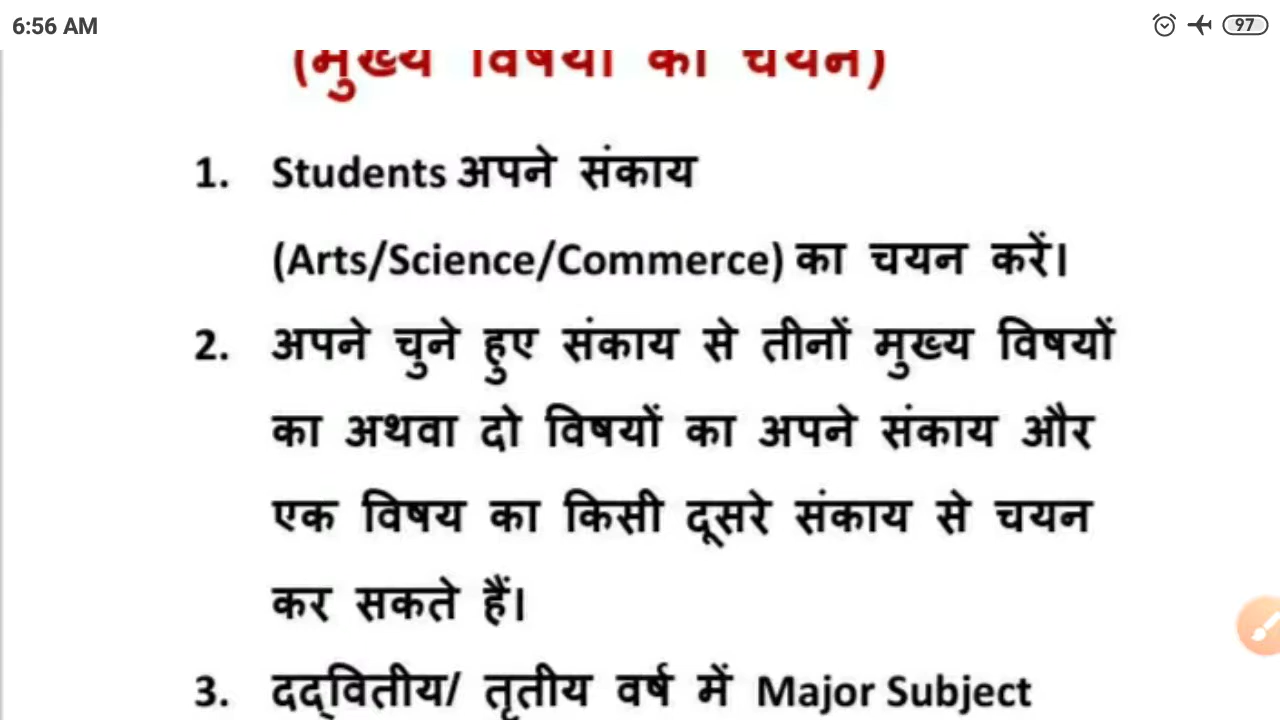 6:56 AM
97
(मुख्य विषयों का चयन)
1. Students अपने संकाय
(Arts/Science/Commerce) का चयन करें।
2. अपने चुने हुए संकाय से तीनों मुख्य विषयों
का अथवा दो विषयों का अपने संकाय और
एक विषय का किसी दूसरे संकाय से चयन
कर सकते हैं।
3. दद्वितीय/ तृतीय वर्ष में Major Subject